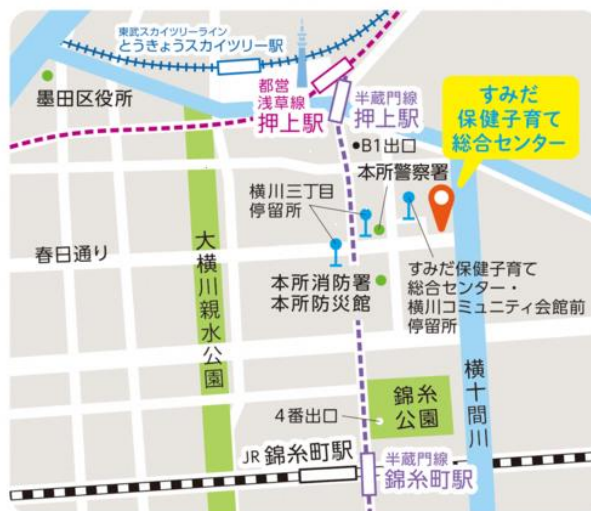 東武スカイツリーライン
とうきょうスカイツリー駅
墨田区役所
都営
浅草線
押上駅
半蔵門線
押上駅
すみだ
保健子育て
総合センター
●B1出口
本所警察署
横川三丁目
停留所
春日通り
大横川親水公園
本所消防署
本所防災館
すみだ保健子育て
総合センター・
横川コミュニティ会館前
停留所
横十間川
錦糸
公園
4番出口
JR 錦糸町駅
半蔵門線
錦糸町駅